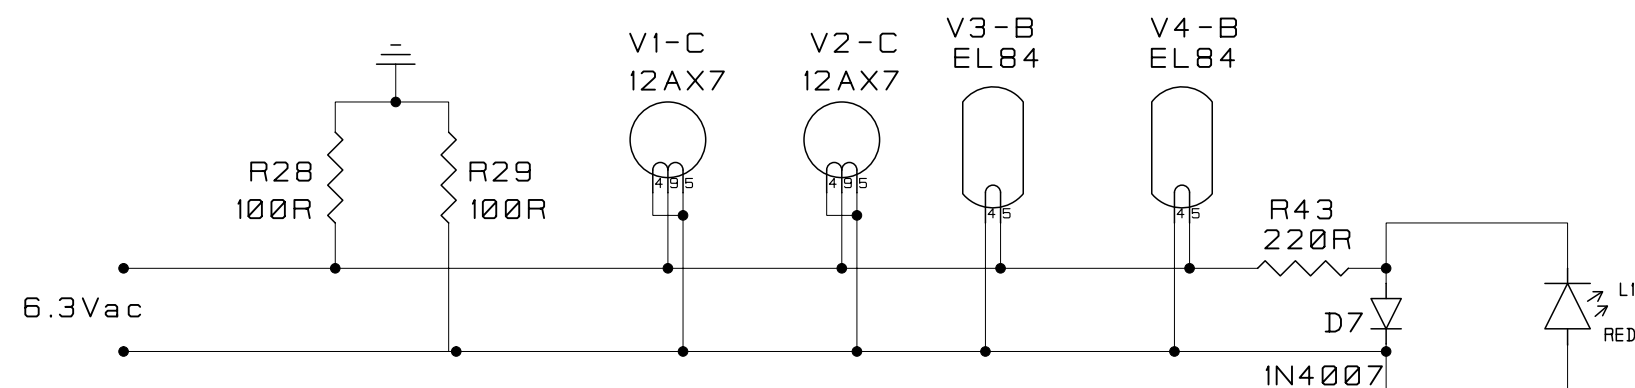 V1-C
12AX7
V2-C
12AX7
V3-B
EL84
V4-B
EL84
R28
100R
R29
100R
4 9 5
4 9 5
4 5
4 5
R43
220R
6.3Vac
D7
1N4007
L1
RED